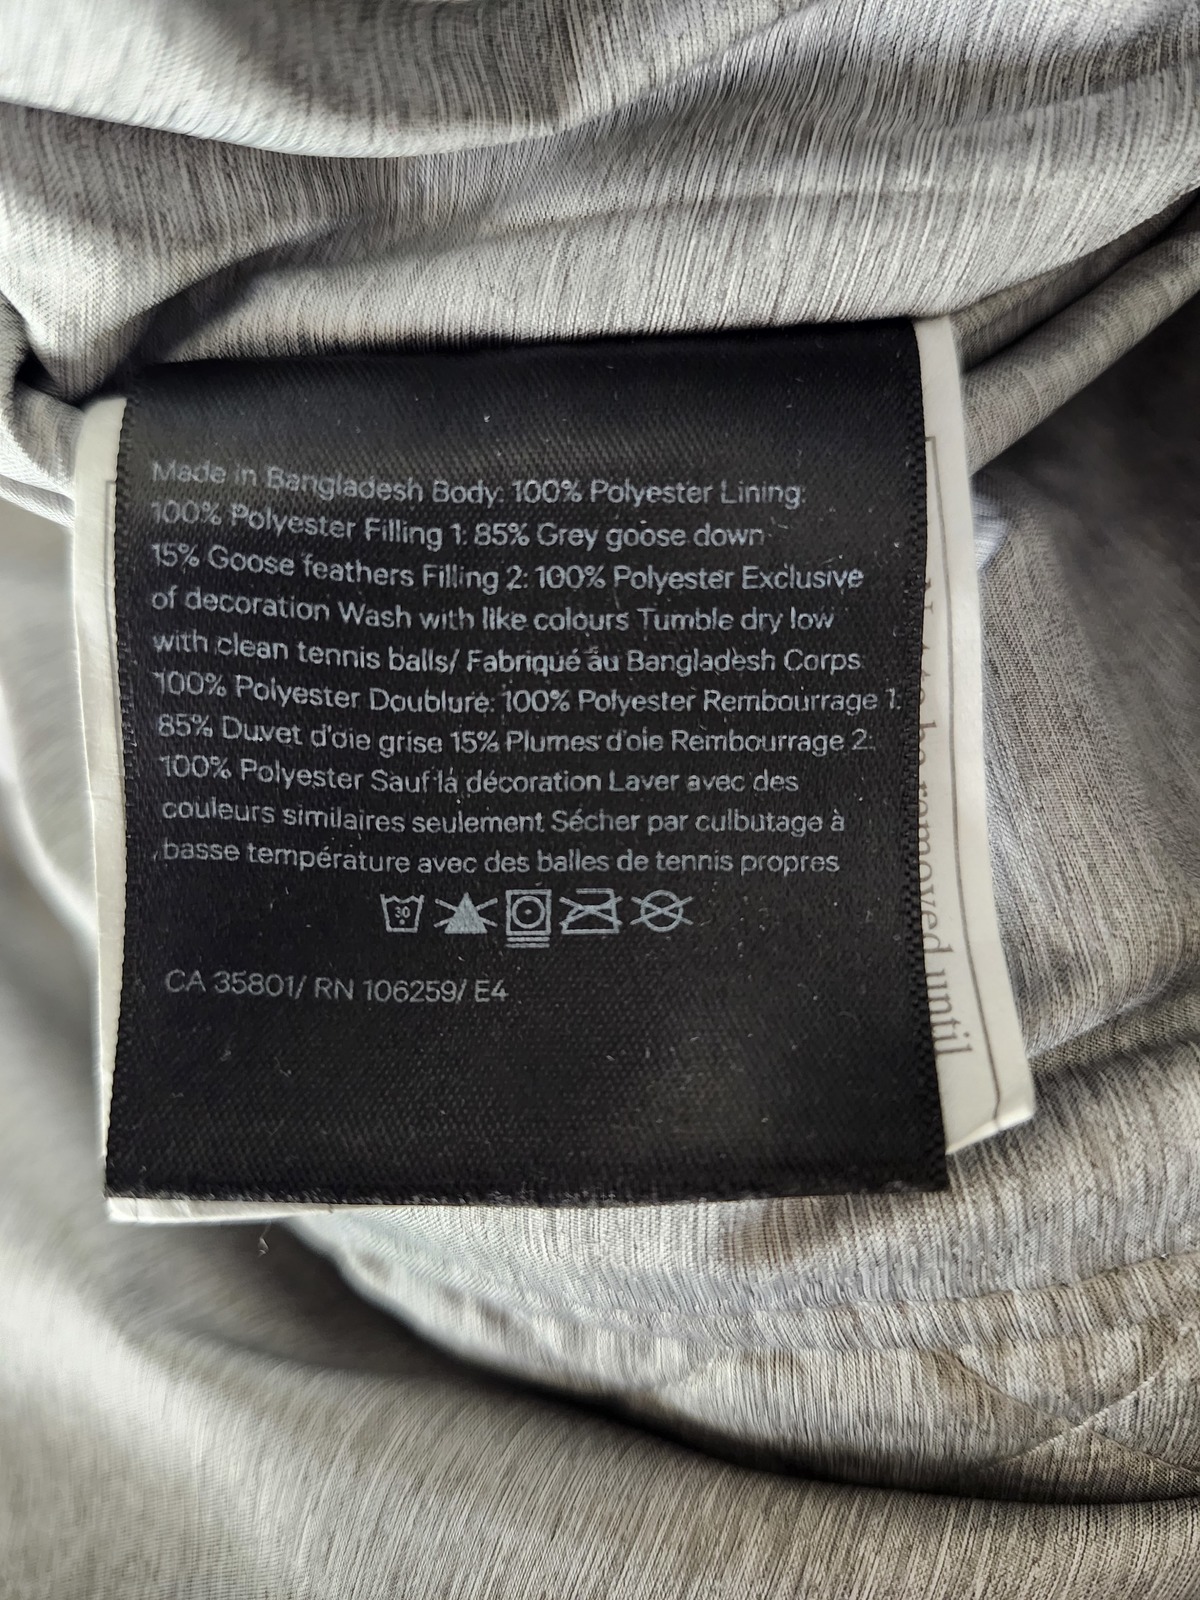 Made in Bangladesh Body: 100% Polyester Lining:
100% Polyester Filling 1: 85% Grey goose down
15% Goose feathers Filling 2: 100% Polyester Exclusive
of decoration Wash with like colours Tumble dry low
with clean tennis balls/ Fabriqué au Bangladesh Corps
100% Polyester Doublure: 100% Polyester Rembourrage 1:
85% Duvet d'oie grise 15% Plumes d'oie Rembourrage 2:
100% Polyester Sauf la décoration Laver avec des
couleurs similaires seulement Sécher par culbutage à
basse température avec des balles de tennis propres
30
CA 35801/ RN 106259/ E4
be removed until